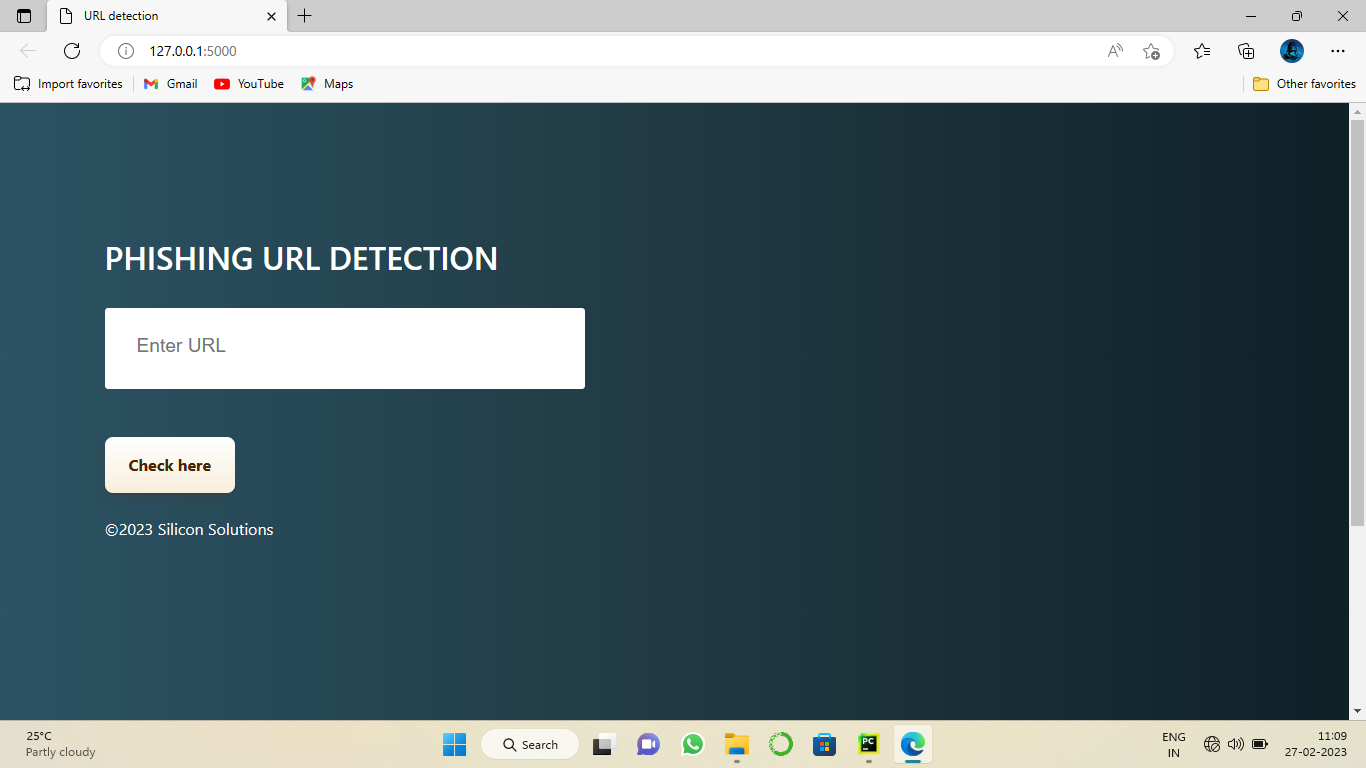 URL detection
127.0.0.1:5000
Import favorites
Gmail
YouTube
Maps
Other favorites
PHISHING URL DETECTION
Enter URL
Check here
©2023 Silicon Solutions
25°C
Partly cloudy
Search
PC
ENG
IN
11:09
27-02-2023